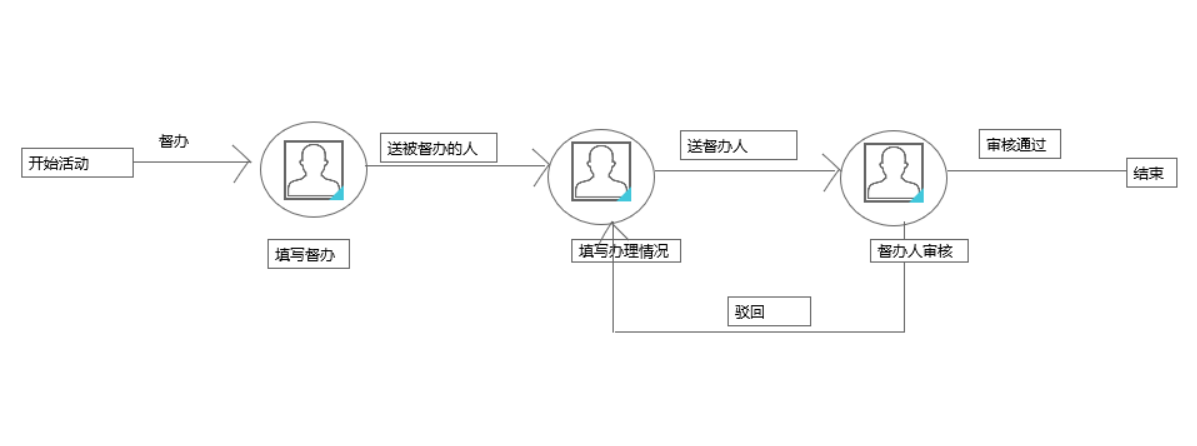 开始活动
督办
送被督办的人
送督办人
审核通过
结束
填写督办
填写办理情况
督办人审核
驳回